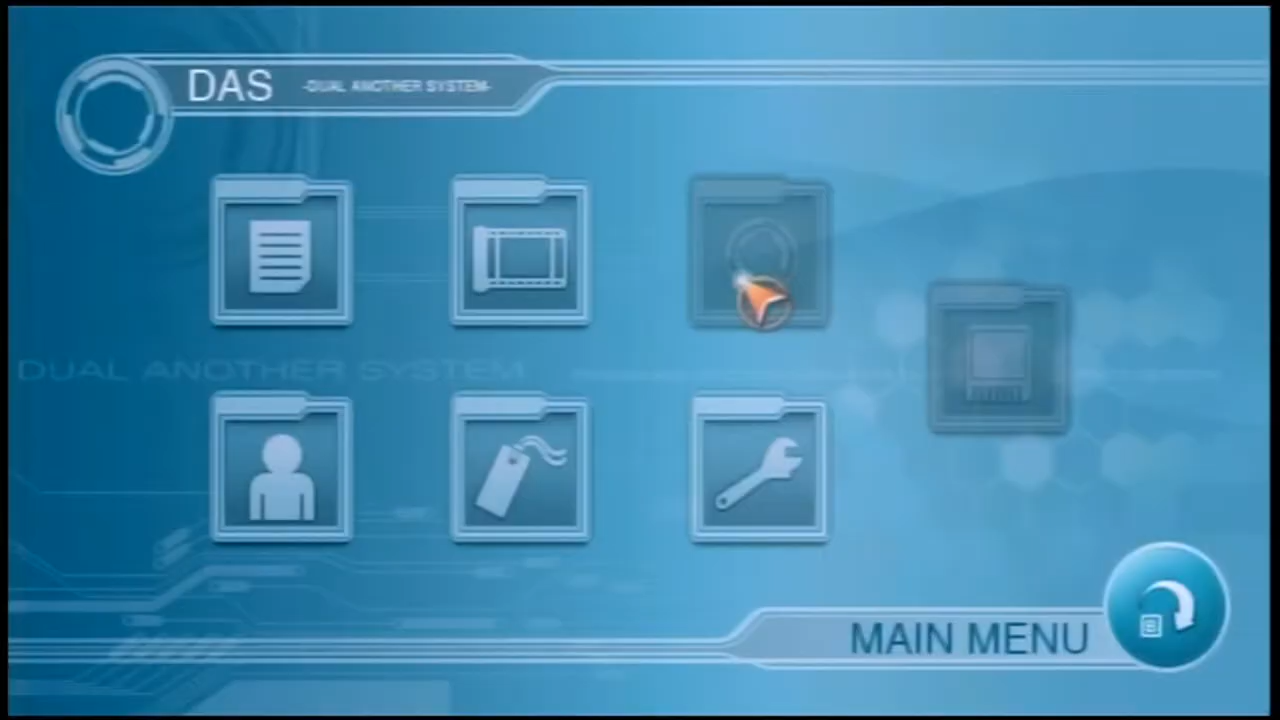 DAS -DUAL ANOTHER SYSTEM-
DUAL ANOTHER SYSTEM
MAIN MENU